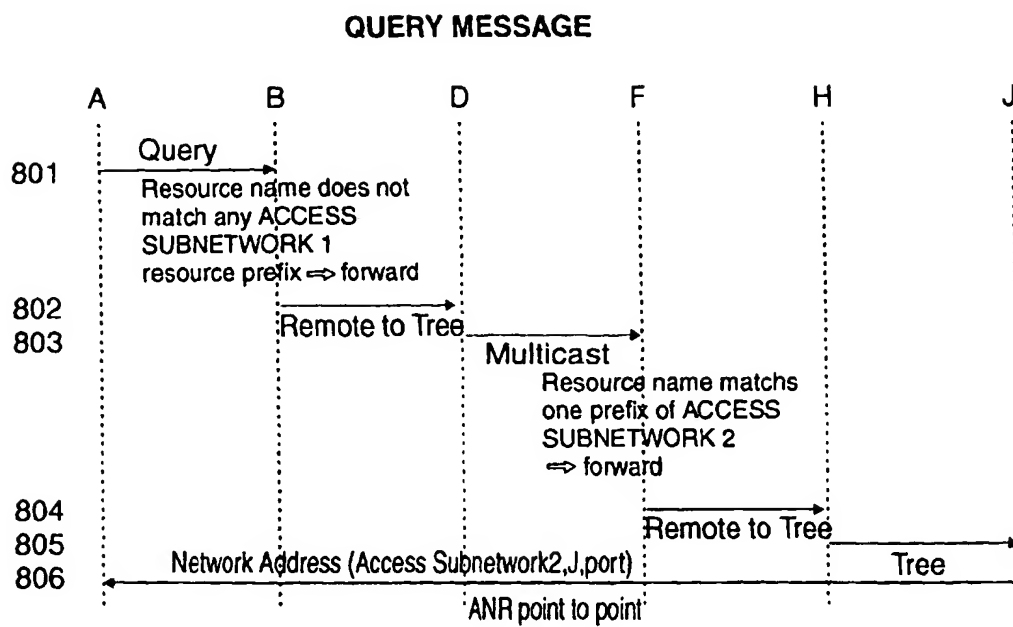 QUERY MESSAGE
A B D F H J
801 Query
Resource name does not
match any ACCESS
SUBNETWORK 1
resource prefix ⇒ forward
802
Remote to Tree
803
Multicast
Resource name matchs
one prefix of ACCESS
SUBNETWORK 2
⇒ forward
804
Remote to Tree
805
Network Address (Access Subnetwork2,J,port) Tree
806
ANR point to point